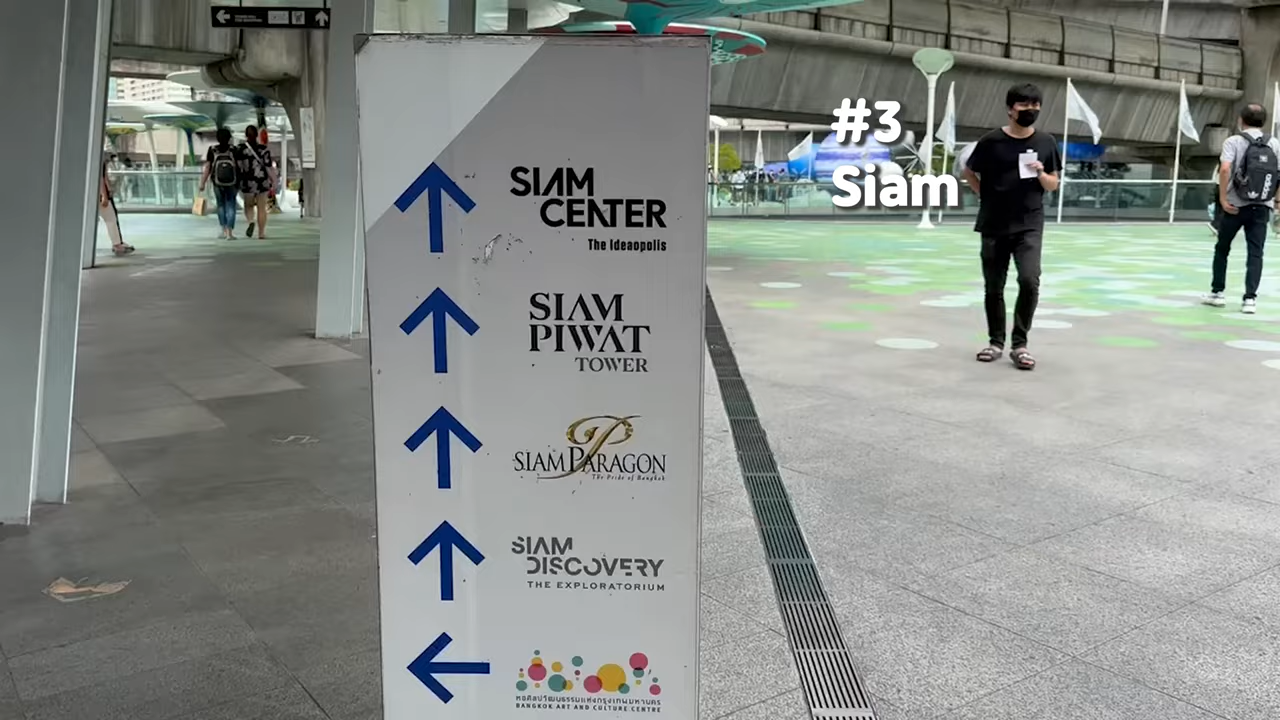 #3
Siam
SIAM
CENTER
The Ideaopolis
SIAM
PIWAT
TOWER
SIAM PARAGON
The Pride of Bangkok
SIAM
DISCOVERY
THE EXPLORATORIUM
หอศิลปวัฒนธรรมแห่งกรุงเทพมหานคร
BANGKOK ART AND CULTURE CENTRE
adidas